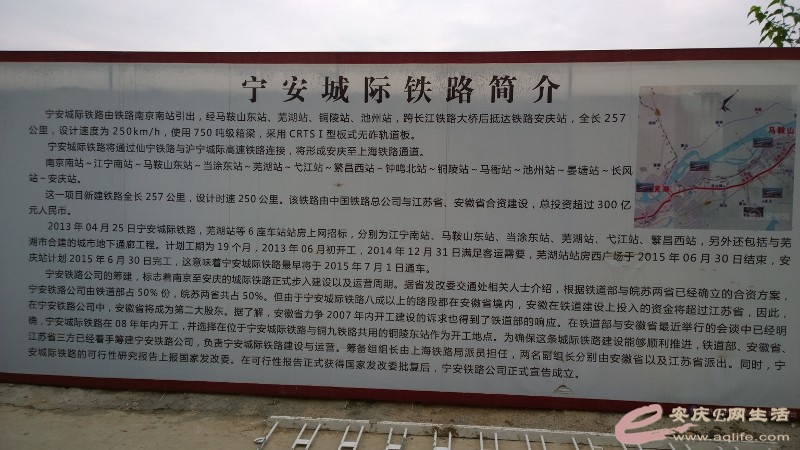 宁安城际铁路简介
宁安城际铁路由铁路南京南站引出，经马鞍山东站、芜湖站、铜陵站、池州站，跨长江铁路大桥后抵达铁路安庆站，全长257
公里，设计速度为250km/h，使用750吨级箱梁，采用CRTSⅠ型板式无砟轨道板。
宁安城际铁路将通过仙宁铁路与沪宁城际高速铁路连接，将形成安庆至上海铁路通道。
南京南站～江宁南站～马鞍山东站～当涂东站～芜湖站～弋江站～繁昌西站～钟鸣北站～铜陵站～马衙站～池州站～晏塘站～长风
站～安庆站。
这一项目新建铁路全长257公里，设计时速250公里。该铁路由中国铁路总公司与江苏省、安徽省合资建设，总投资超过300亿
元人民币。
2013年04月25日宁安城际铁路，芜湖站等6座车站站房上网招标，分别为江宁南站、马鞍山东站、当涂东站、芜湖站、弋江站、繁昌西站，另外还包括与芜
湖市合建的城市地下通廊工程。计划工期为19个月，2013年06月初开工，2014年12月31日满足客运需要，芜湖站站房西广场于2015年06月30日结束，安
庆站计划2015年6月30日完工，这意味着宁安城际铁路最早将于2015年7月1日通车。
宁安铁路公司的筹建，标志着南京至安庆的城际铁路正式步入建设以及运营周期。据省发改委交通处相关人士介绍，根据铁道部与皖苏两省已经确立的合资方案，
宁安铁路公司由铁道部占50%份，皖苏两省共占50%。但由于宁安城际铁路八成以上的路段都在安徽省境内，安徽在铁道建设上投入的资金将超过江苏省，因此，
在宁安铁路公司中，安徽省将成为第二大股东。据了解，安徽省力争2007年内开工建设的诉求也得到了铁道部的响应。在铁道部与安徽省最近举行的会谈中已经明
确，宁安城际铁路在08年年内开工，并选择在位于宁安城际铁路与铜九铁路共用的铜陵东站作为开工地点。为确保这条城际铁路建设能够顺利推进，铁道部、安徽省、
江苏省三方已经着手筹建宁安铁路公司，负责宁安城际铁路建设与运营。筹备组组长由上海铁路局派员担任，两名副组长分别由安徽省以及江苏省派出。同时，宁
安城际铁路的可行性研究报告上报国家发改委。在可行性报告正式获得国家发改委批复后，宁安铁路公司正式宣告成立。
马鞍山
芜湖
安庆E网生活
www.aqlife.com